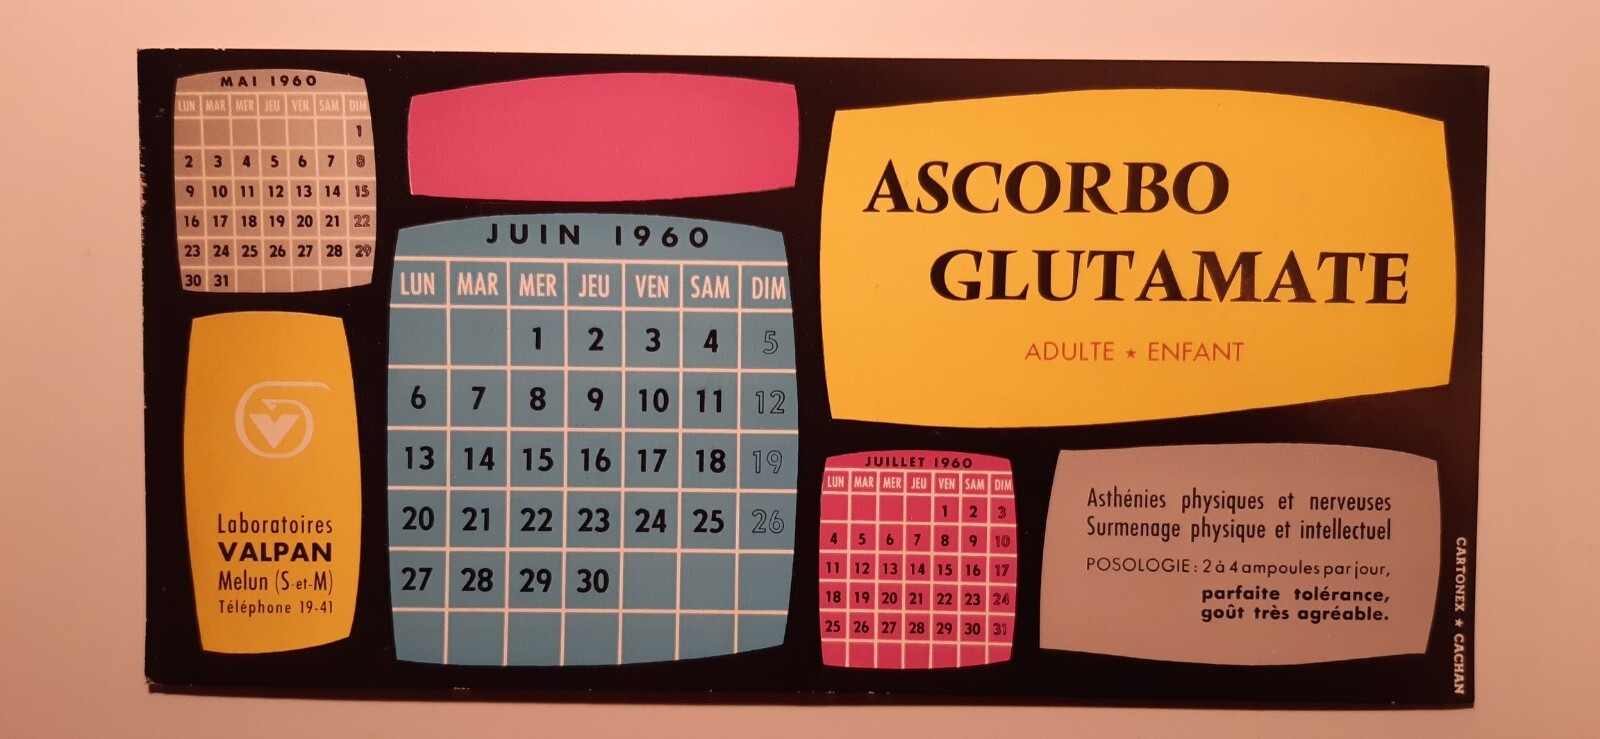 MAI 1960
LUN MAR MER JEU VEN SAM DIM
1
2 3 4 5 6 7 8
9 10 11 12 13 14 15
16 17 18 19 20 21 22
23 24 25 26 27 28 29
30 31
Laboratoires
VALPAN
Melun (S-et-M)
Téléphone 19-41
JUIN 1960
LUN MAR MER JEU VEN SAM DIM
1 2 3 4 5
6 7 8 9 10 11 12
13 14 15 16 17 18 19
20 21 22 23 24 25 26
27 28 29 30
ASCORBO
GLUTAMATE
ADULTE ★ ENFANT
JUILLET 1960
LUN MAR MER JEU VEN SAM DIM
1 2 3
4 5 6 7 8 9 10
11 12 13 14 15 16 17
18 19 20 21 22 23 24
25 26 27 28 29 30 31
Asthénies physiques et nerveuses
Surmenage physique et intellectuel
POSOLOGIE : 2 à 4 ampoules par jour,
parfaite tolérance,
goût très agréable.
CARTONEX ★ CACHAN